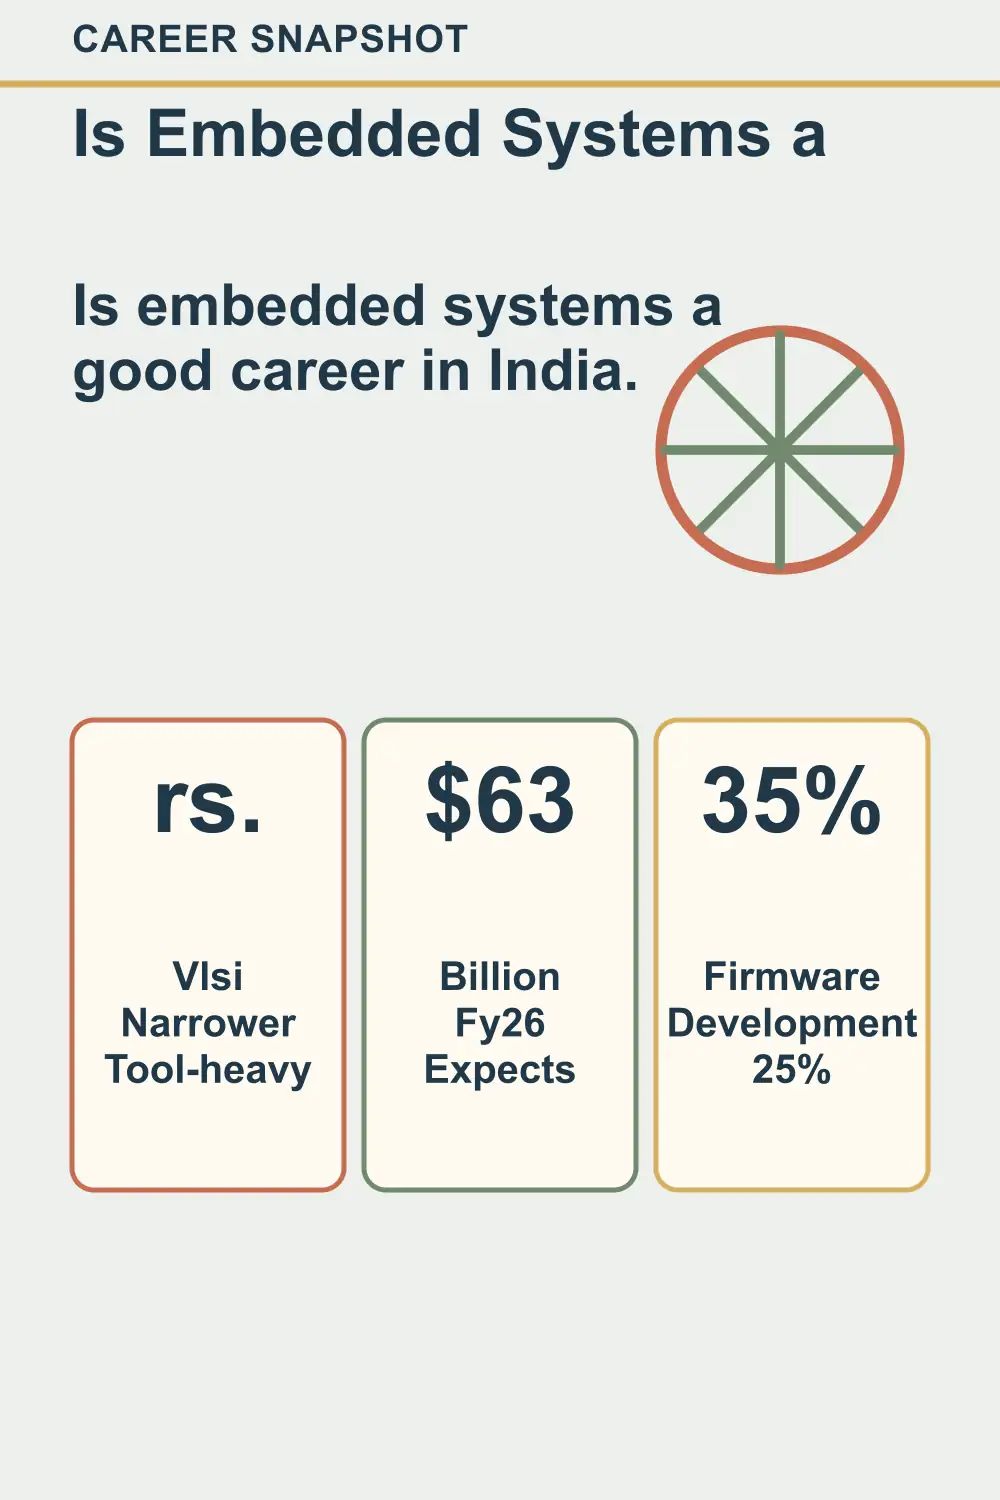 CAREER SNAPSHOT
Is Embedded Systems a
Is embedded systems a
good career in India.
rs.
Vlsi
Narrower
Tool-heavy
$63
Billion
Fy26
Expects
35%
Firmware
Development
25%